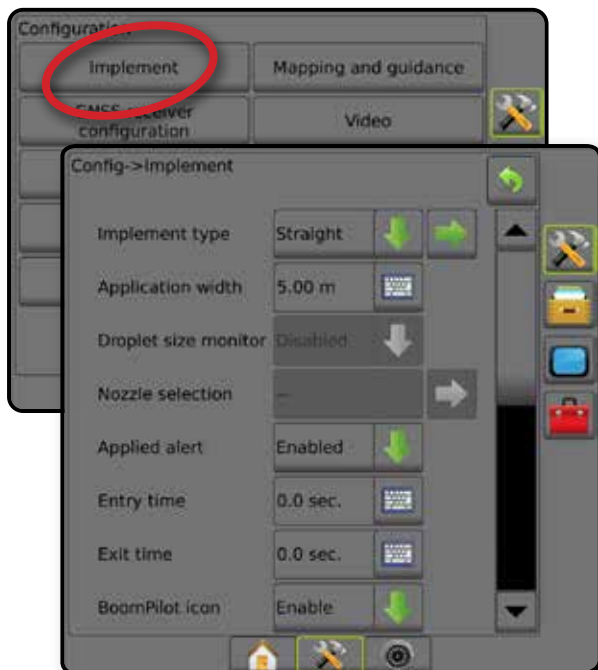 Configuration
Implement Mapping and guidance
GNSS receiver Video
configuration
Config->Implement
Implement type Straight
Application width 5.00 m
Droplet size monitor Disabled
Nozzle selection --
Applied alert Enabled
Entry time 0.0 sec.
Exit time 0.0 sec.
BoomPilot icon Enable